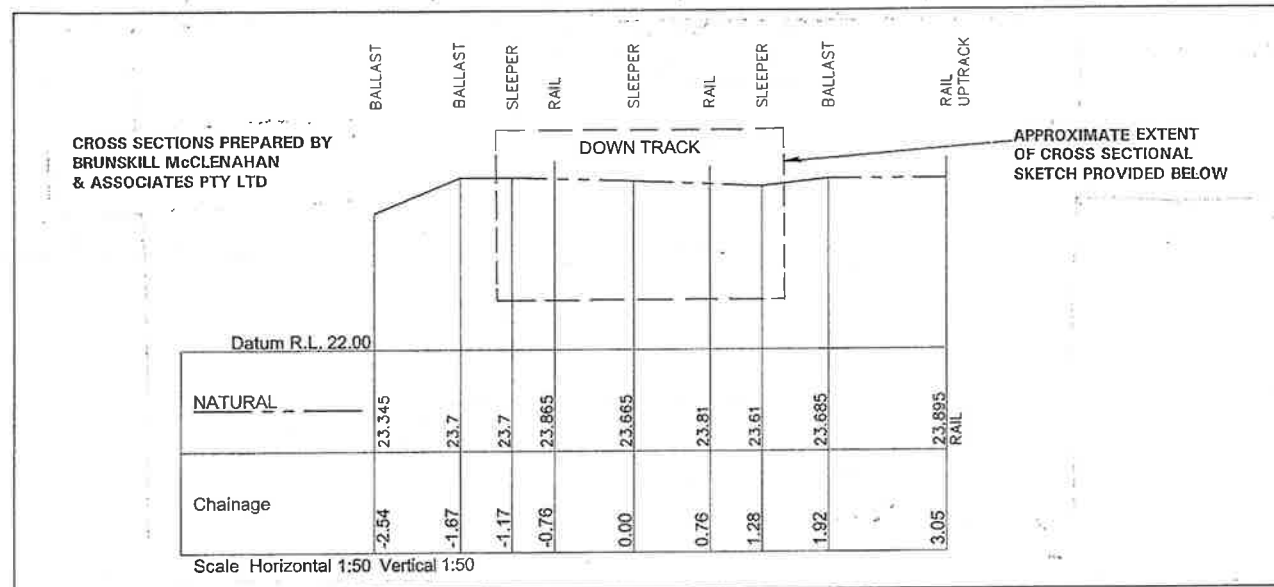 BALLAST
BALLAST
SLEEPER
RAIL
SLEEPER
RAIL
SLEEPER
BALLAST
RAIL
UPTRACK
CROSS SECTIONS PREPARED BY
BRUNSKILL McCLENAHAN
& ASSOCIATES PTY LTD
DOWN TRACK
APPROXIMATE EXTENT
OF CROSS SECTIONAL
SKETCH PROVIDED BELOW
Datum R.L. 22.00
NATURAL
23.345
23.7
23.7
23.865
23.665
23.81
23.61
23.685
23.895
RAIL
Chainage
-2.54
-1.67
-1.17
-0.76
0.00
0.76
1.28
1.92
3.05
Scale Horizontal 1:50 Vertical 1:50